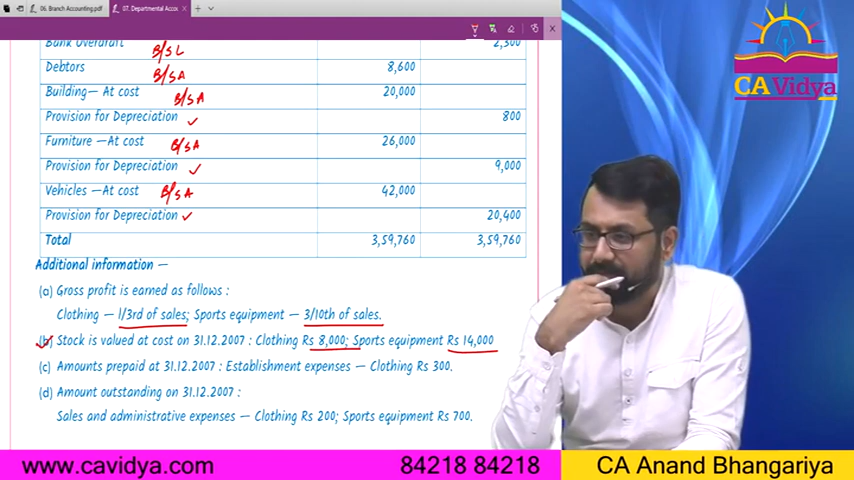 06. Branch Accounting.pdf
07. Departmental Accou
Bank Overdraft B/S L 2,300
Debtors B/S A 8,600
Building— At cost B/S A 20,000
Provision for Depreciation ✓ 800
Furniture —At cost B/S A 26,000
Provision for Depreciation ✓ 9,000
Vehicles —At cost B/S A 42,000
Provision for Depreciation ✓ 20,400
Total 3,59,760 3,59,760
Additional information —
(a) Gross profit is earned as follows :
Clothing — 1/3rd of sales; Sports equipment — 3/10th of sales.
(b) Stock is valued at cost on 31.12.2007 : Clothing Rs 8,000; Sports equipment Rs 14,000
(c) Amounts prepaid at 31.12.2007 : Establishment expenses — Clothing Rs 300.
(d) Amount outstanding on 31.12.2007 :
Sales and administrative expenses — Clothing Rs 200; Sports equipment Rs 700.
CA Vidya
www.cavidya.com 84218 84218 CA Anand Bhangariya